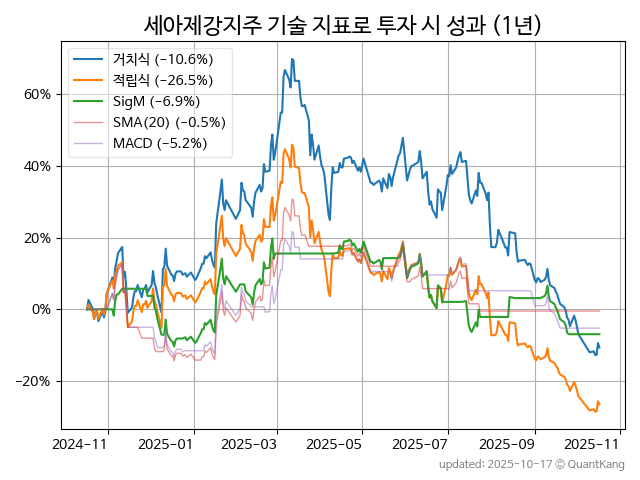 세아제강지주 기술 지표로 투자 시 성과 (1년)
거치식 (−10.6%)
적립식 (−26.5%)
SigM (−6.9%)
SMA(20) (−0.5%)
MACD (−5.2%)
60%
40%
20%
0%
−20%
2024-11 2025-01 2025-03 2025-05 2025-07 2025-09 2025-11
updated: 2025-10-17 © QuantKang